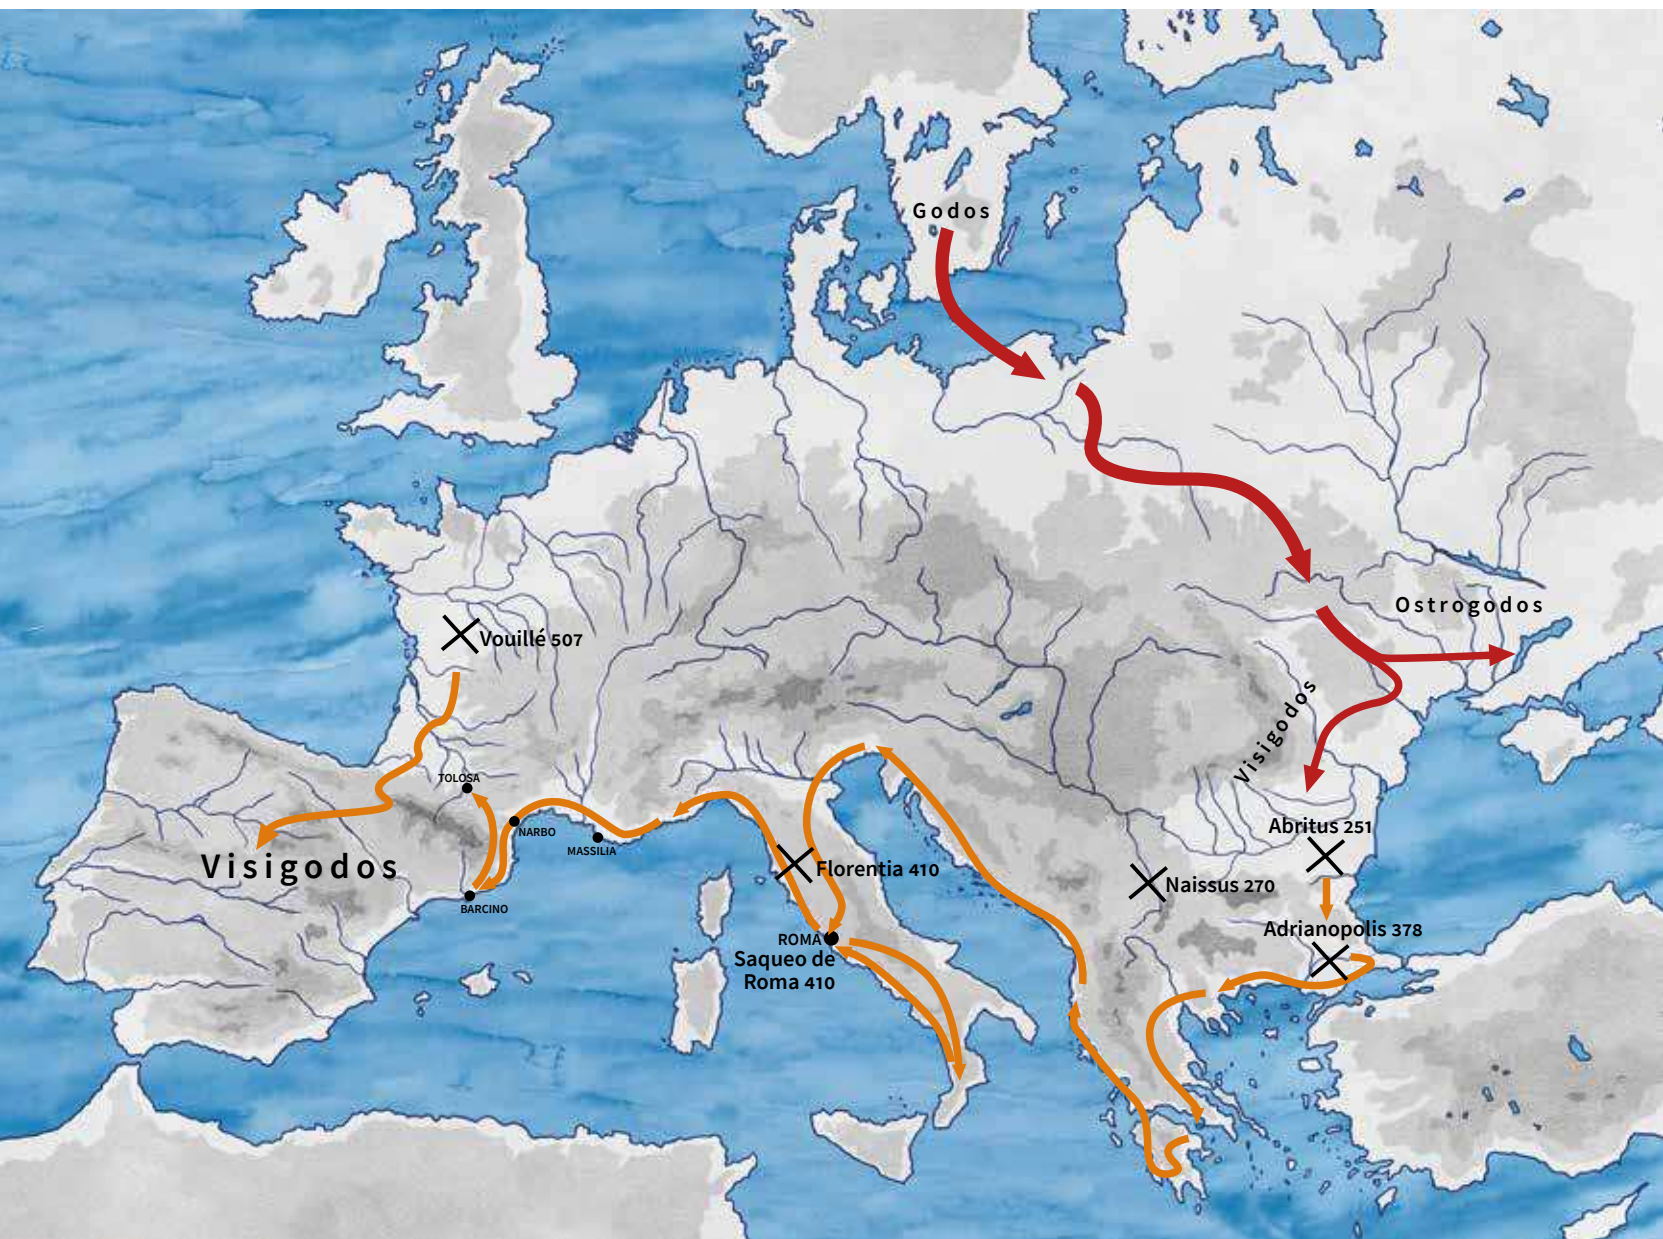 Godos
Ostrogodos
Vouillé 507
Visigodos
TOLOSA
NARBO
MASSILIA
Abritus 251
Visigodos
Florentia 410
Naissus 270
BARCINO
Adrianopolis 378
ROMA
Saqueo de
Roma 410